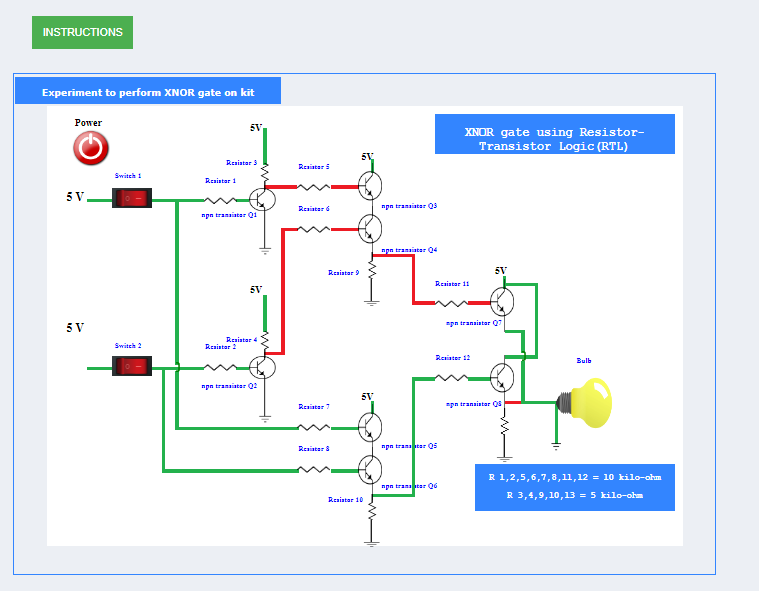 INSTRUCTIONS
Experiment to perform XNOR gate on kit
Power
XNOR gate using Resistor-
Transistor Logic(RTL)
5V
5V
Resistor 3
Resistor 5
Switch 1
Resistor 1
5 V
npn transistor Q1
Resistor 6
npn transistor Q3
npn transistor Q4
Resistor 9
5V
Resistor 11
5V
npn transistor Q7
5 V
Switch 2
Resistor 4
Resistor 2
Resistor 12
Bulb
npn transistor Q2
5V
Resistor 7
npn transistor Q8
npn transistor Q5
Resistor 8
npn transistor Q6
Resistor 10
R 1,2,5,6,7,8,11,12 = 10 kilo-ohm
R 3,4,9,10,13 = 5 kilo-ohm